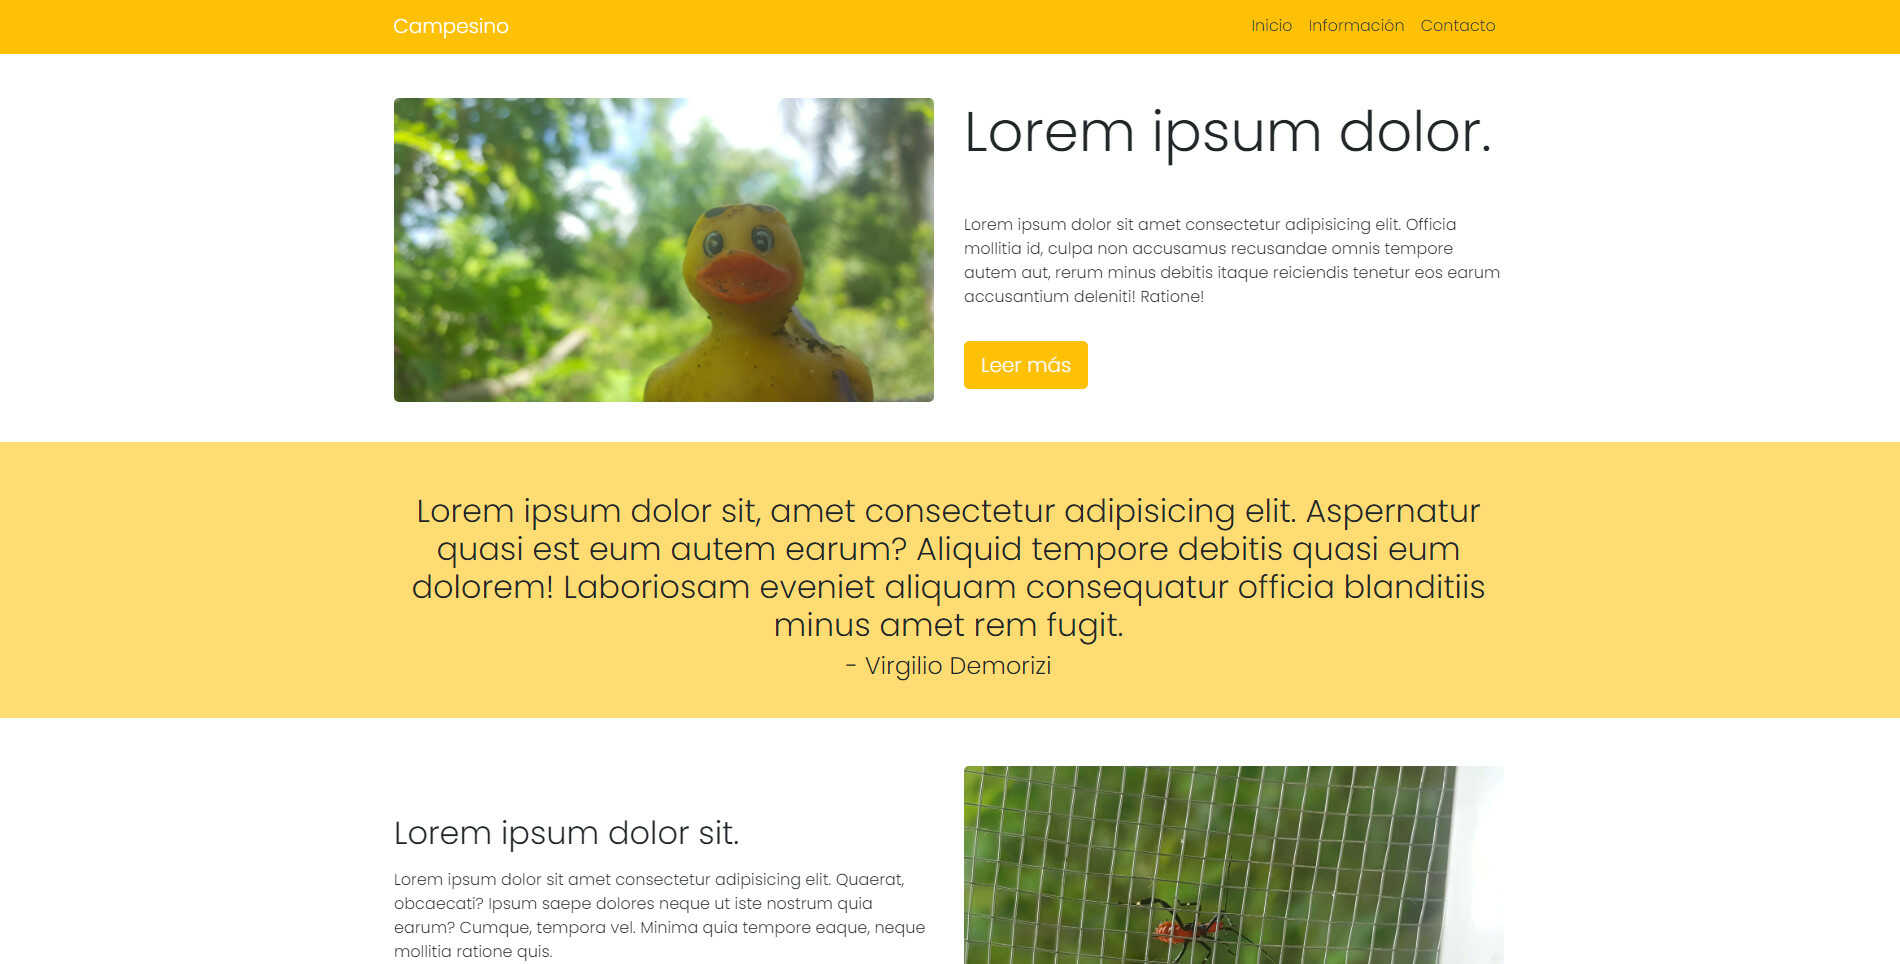 Campesino
Inicio Información Contacto
Lorem ipsum dolor.
Lorem ipsum dolor sit amet consectetur adipisicing elit. Officia
mollitia id, culpa non accusamus recusandae omnis tempore
autem aut, rerum minus debitis itaque reiciendis tenetur eos earum
accusantium deleniti! Ratione!
Leer más
Lorem ipsum dolor sit, amet consectetur adipisicing elit. Aspernatur
quasi est eum autem earum? Aliquid tempore debitis quasi eum
dolorem! Laboriosam eveniet aliquam consequatur officia blanditiis
minus amet rem fugit.
- Virgilio Demorizi
Lorem ipsum dolor sit.
Lorem ipsum dolor sit amet consectetur adipisicing elit. Quaerat,
obcaecati? Ipsum saepe dolores neque ut iste nostrum quia
earum? Cumque, tempora vel. Minima quia tempore eaque, neque
mollitia ratione quis.